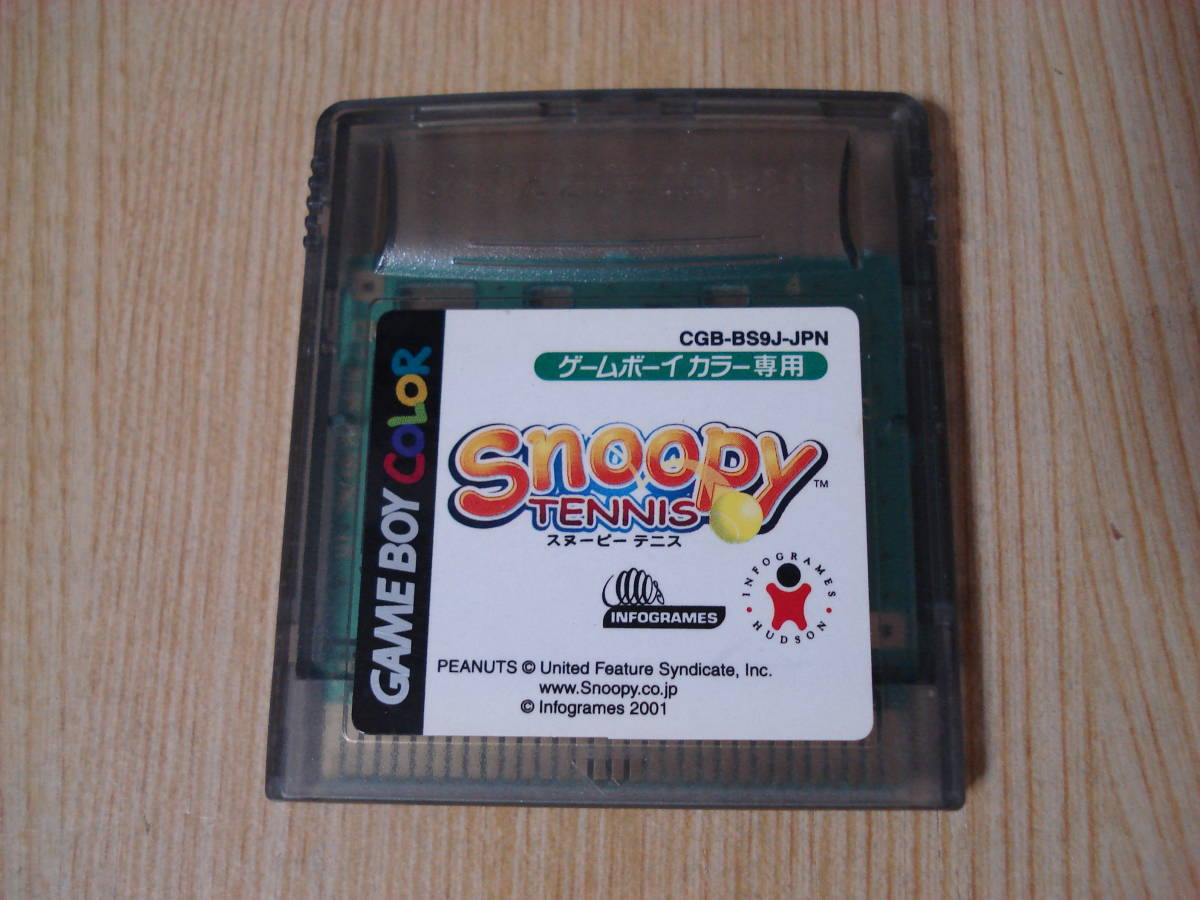 CGB-BS9J-JPN
ゲームボーイカラー専用
GAME BOY COLOR
Snoopy
TENNIS
TM
スヌーピー テニス
INFOGRAMES
INFOGRAMES
HUDSON
PEANUTS © United Feature Syndicate, Inc.
www.Snoopy.co.jp
© Infogrames 2001